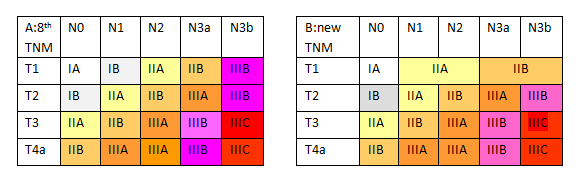 A:8th TNM N0 N1 N2 N3a N3b
T1 IA IB IIA IIB IIIB
T2 IB IIA IIB IIIA IIIB
T3 IIA IIB IIIA IIIB IIIC
T4a IIB IIIA IIIA IIIB IIIC
B:new TNM N0 N1 N2 N3a N3b
T1 IA IIA IIB
T2 IB IIA IIB IIIA IIIB
T3 IIA IIB IIIA IIIB IIIC
T4a IIB IIIA IIIA IIIB IIIC